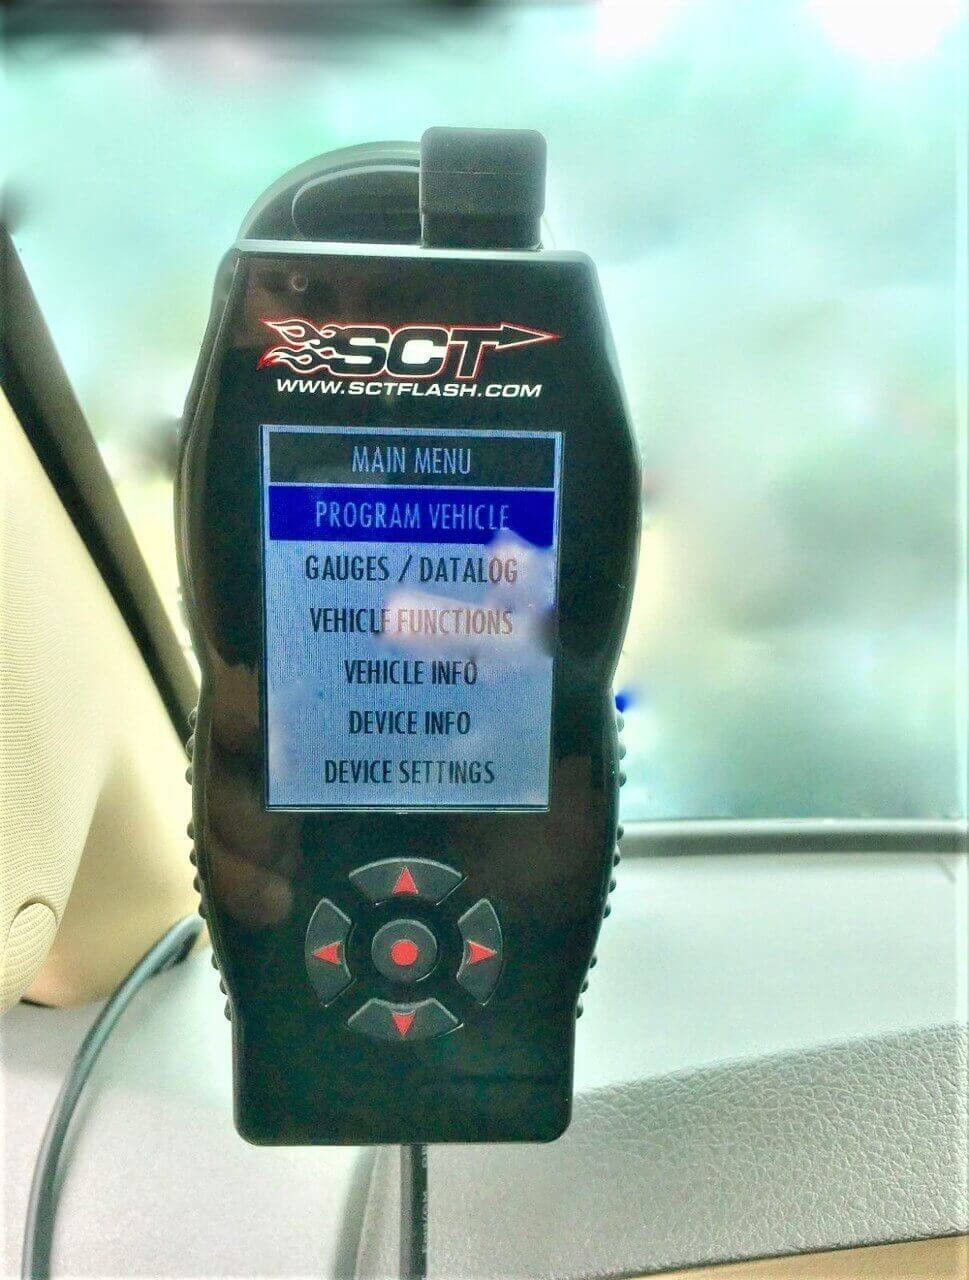 SCT
WWW.SCTFLASH.COM
MAIN MENU
PROGRAM VEHICLE
GAUGES / DATALOG
VEHICLE FUNCTIONS
VEHICLE INFO
DEVICE INFO
DEVICE SETTINGS